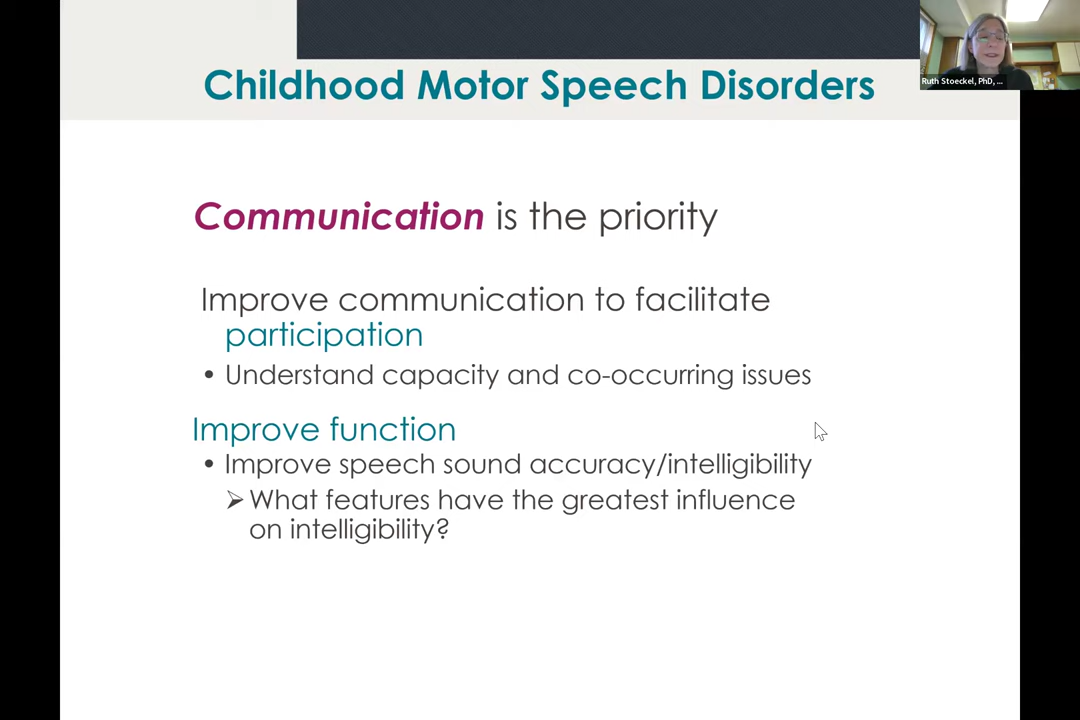 Childhood Motor Speech Disorders
Ruth Stoeckel, PhD, ...
Communication is the priority
Improve communication to facilitate
participation
• Understand capacity and co-occurring issues
Improve function
• Improve speech sound accuracy/intelligibility
➢ What features have the greatest influence
on intelligibility?